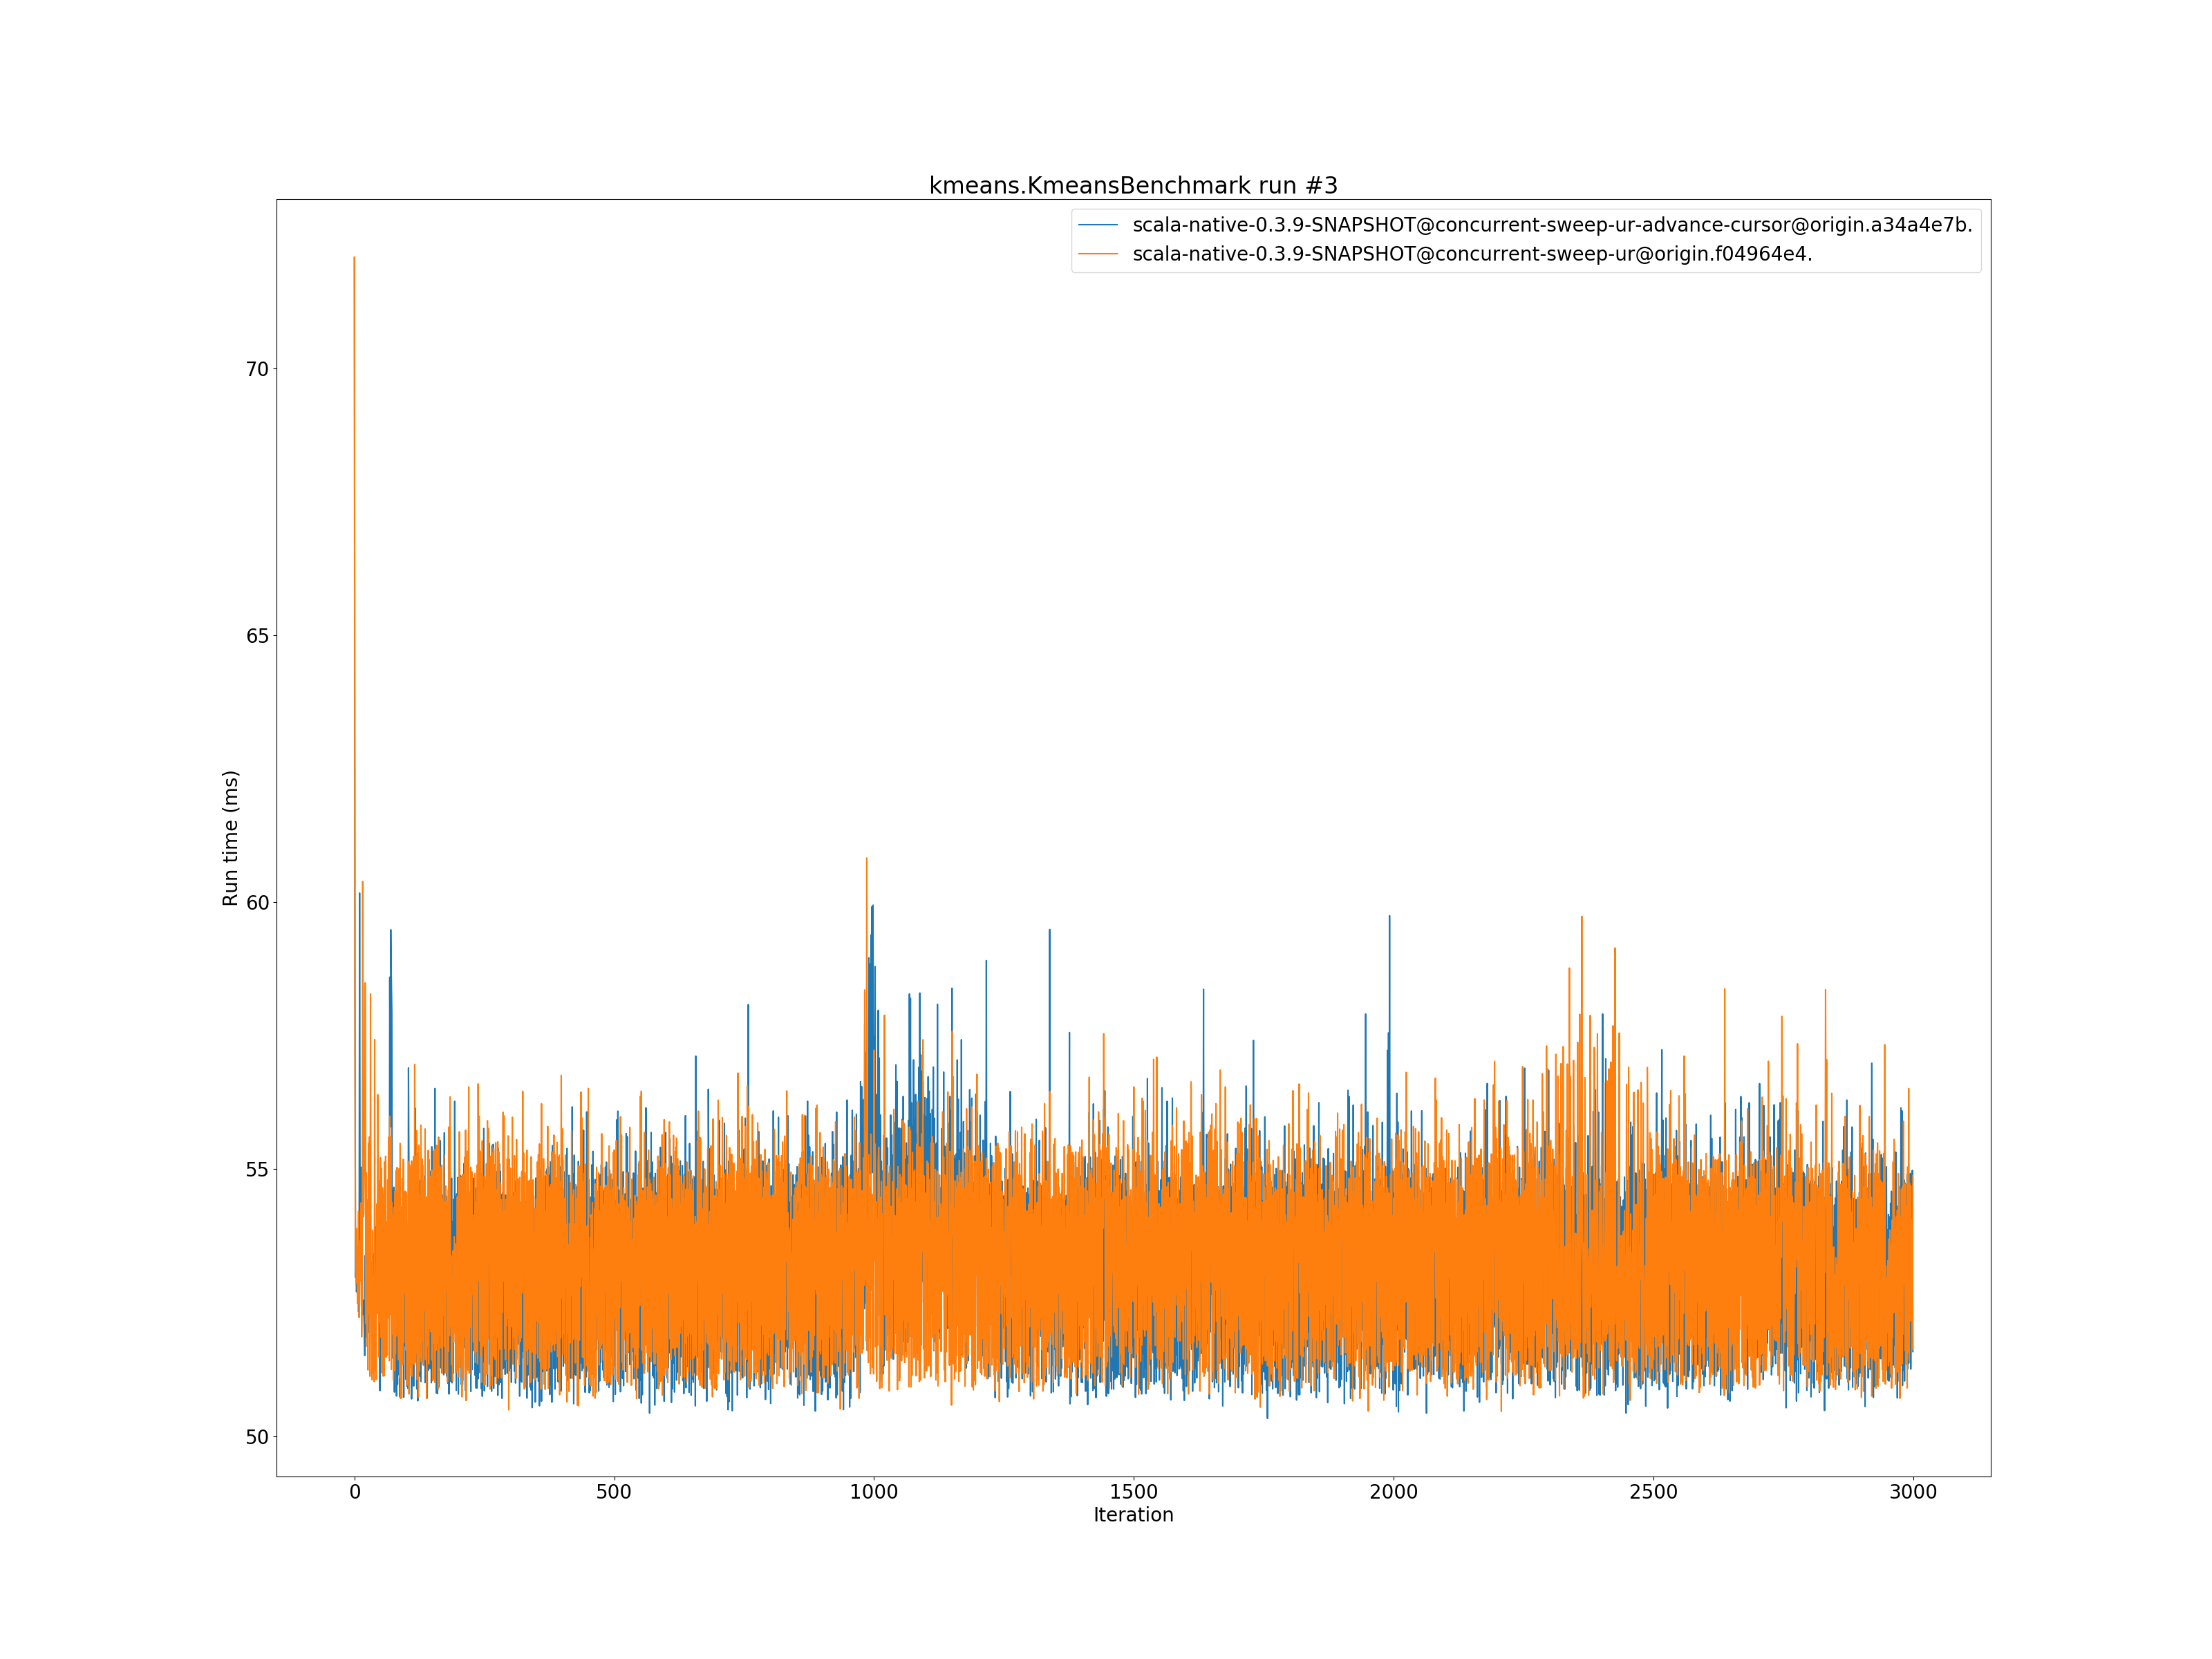 kmeans.KmeansBenchmark run #3
scala-native-0.3.9-SNAPSHOT@concurrent-sweep-ur-advance-cursor@origin.a34a4e7b.
scala-native-0.3.9-SNAPSHOT@concurrent-sweep-ur@origin.f04964e4.
70
65
60
55
50
Run time (ms)
0 500 1000 1500 2000 2500 3000
Iteration